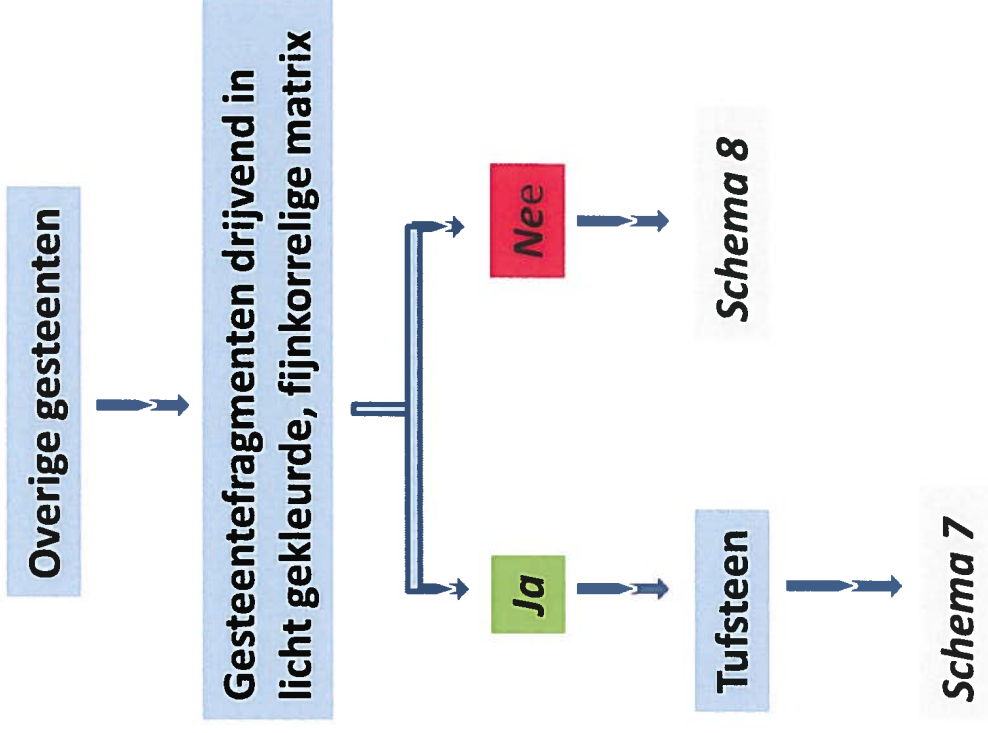 Overige gesteenten
Gesteentefragmenten drijvend in
licht gekleurde, fijnkorrelige matrix
Ja
Nee
Tufsteen
Schema 8
Schema 7